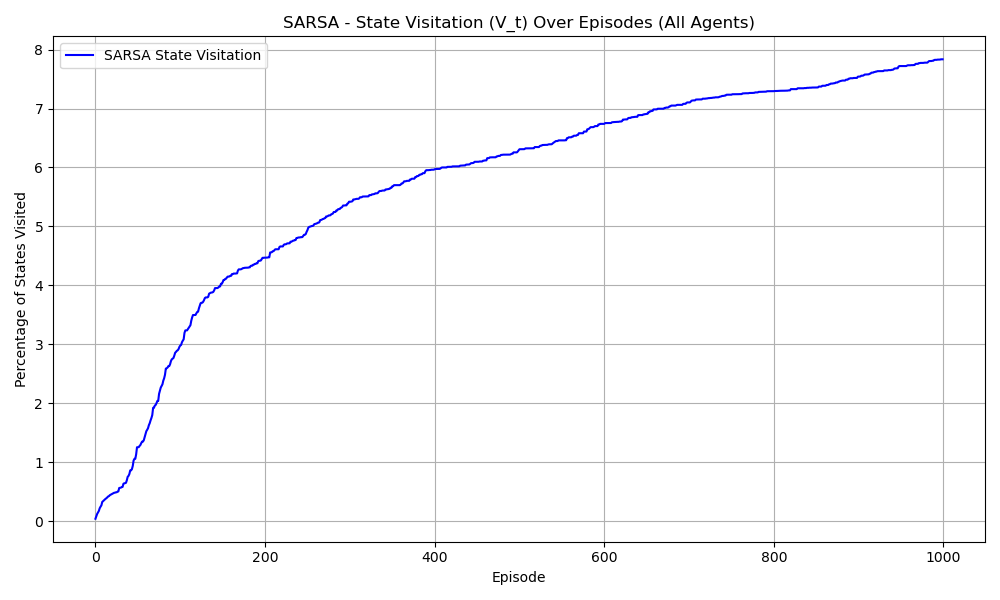 SARSA - State Visitation (V_t) Over Episodes (All Agents)
SARSA State Visitation
Percentage of States Visited
8
7
6
5
4
3
2
1
0
0 200 400 600 800 1000
Episode